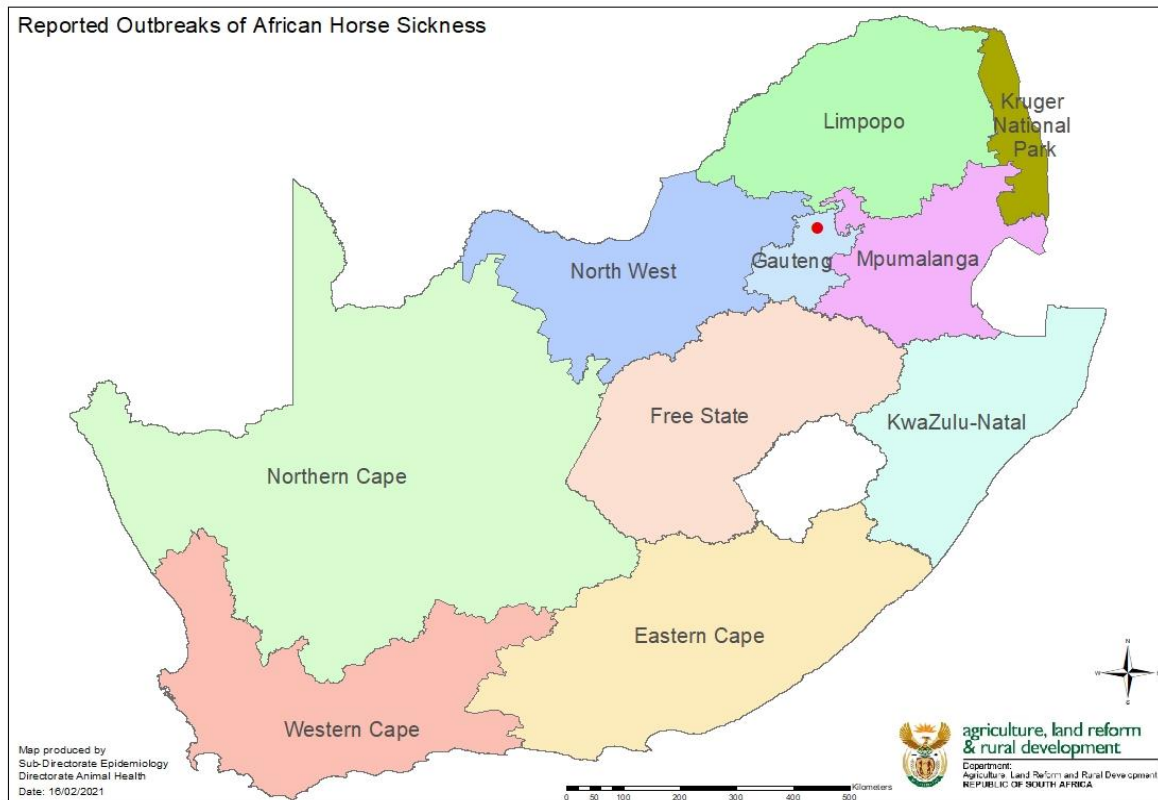 Reported Outbreaks of African Horse Sickness
Limpopo
Kruger
National
Park
North West
Gauteng
Mpumalanga
Free State
KwaZulu-Natal
Northern Cape
Eastern Cape
Western Cape
N
W
S
Map produced by
Sub-Directorate Epidemiology
Directorate Animal Health
Date: 16/02/2021
0 50 100 200 300 400 500
Kilometers
agriculture, land reform
& rural development
Department:
Agriculture, Land Reform and Rural Development
REPUBLIC OF SOUTH AFRICA